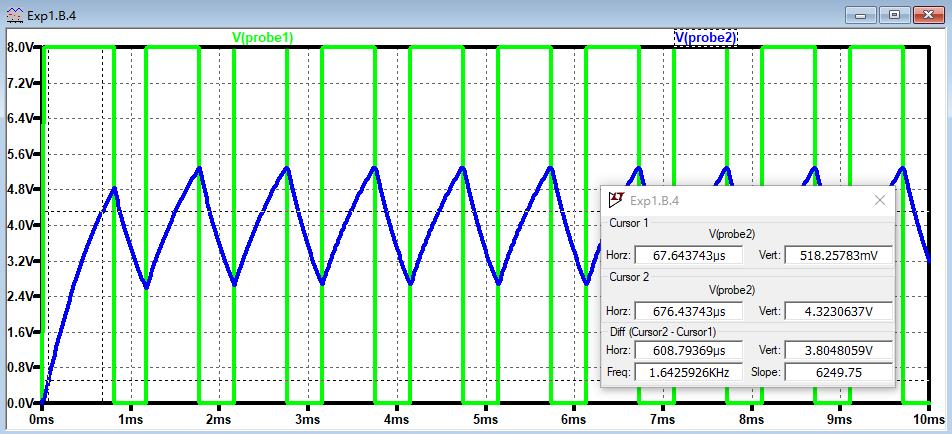 Exp1.B.4
V(probe1) V(probe2)
8.0V
7.2V
6.4V
5.6V
4.8V
4.0V
3.2V
2.4V
1.6V
0.8V
0.0V
0ms 1ms 2ms 3ms 4ms 5ms 6ms 7ms 8ms 9ms 10ms
Exp1.B.4
Cursor 1
V(probe2)
Horz: 67.643743µs Vert: 518.25783mV
Cursor 2
V(probe2)
Horz: 676.43743µs Vert: 4.3230637V
Diff (Cursor2 - Cursor1)
Horz: 608.79369µs Vert: 3.8048059V
Freq: 1.6425926KHz Slope: 6249.75